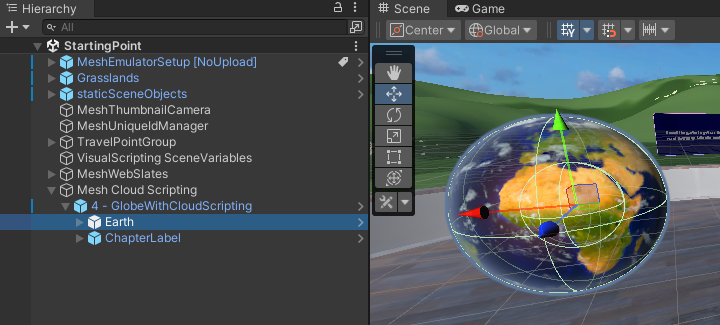 Hierarchy
All
StartingPoint
MeshEmulatorSetup [NoUpload]
Grasslands
staticSceneObjects
MeshThumbnailCamera
MeshUniqueIdManager
TravelPointGroup
VisualScripting SceneVariables
MeshWebSlates
Mesh Cloud Scripting
4 - GlobeWithCloudScripting
Earth
ChapterLabel
Scene
Game
Center
Global